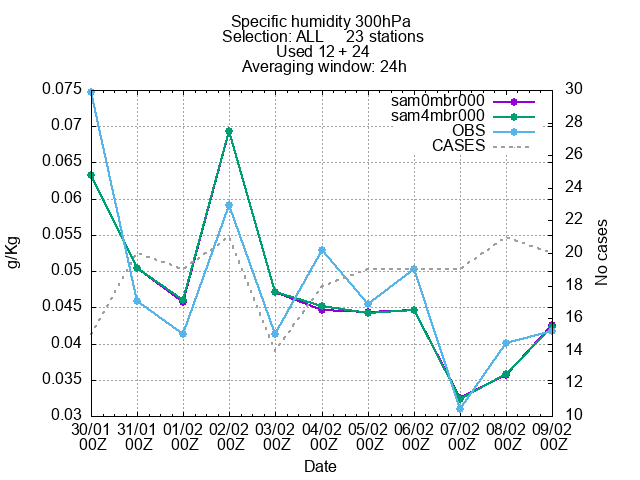 Specific humidity 300hPa
Selection: ALL 23 stations
Used 12 + 24
Averaging window: 24h
sam0mbr000
sam4mbr000
OBS
CASES
0.075
0.07
0.065
0.06
0.055
0.05
0.045
0.04
0.035
0.03
g/Kg
30
28
26
24
22
20
18
16
14
12
10
No cases
30/01 31/01 01/02 02/02 03/02 04/02 05/02 06/02 07/02 08/02 09/02
00Z 00Z 00Z 00Z 00Z 00Z 00Z 00Z 00Z 00Z 00Z
Date